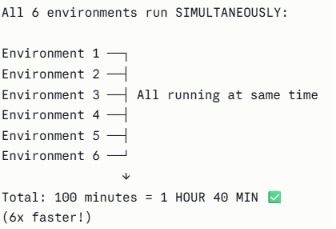 All 6 environments run SIMULTANEOUSLY:
Environment 1 ──┐
Environment 2 ──┤
Environment 3 ──┤ All running at same time
Environment 4 ──┤
Environment 5 ──┤
Environment 6 ──┘
↓
Total: 100 minutes = 1 HOUR 40 MIN ✅
(6x faster!)